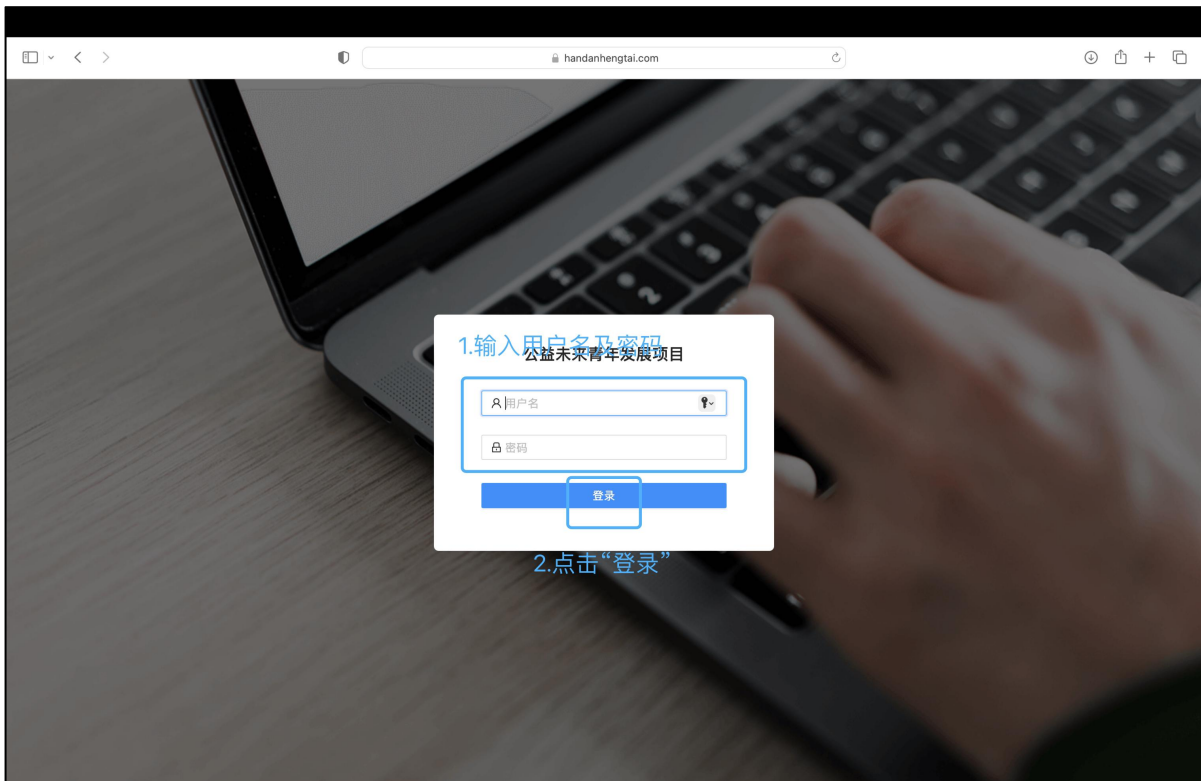 handanhengtai.com
1.输入用户名及密码
公益未来青年发展项目
用户名
密码
登录
2.点击“登录”